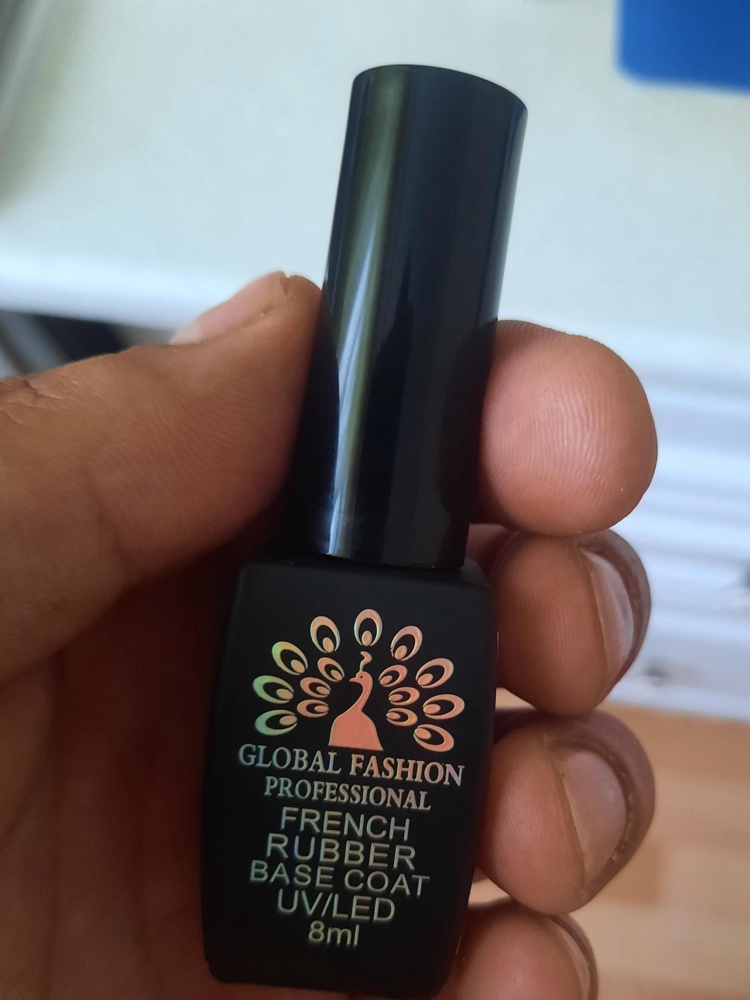 GLOBAL FASHION
PROFESSIONAL
FRENCH
RUBBER
BASE COAT
UV/LED
8ml